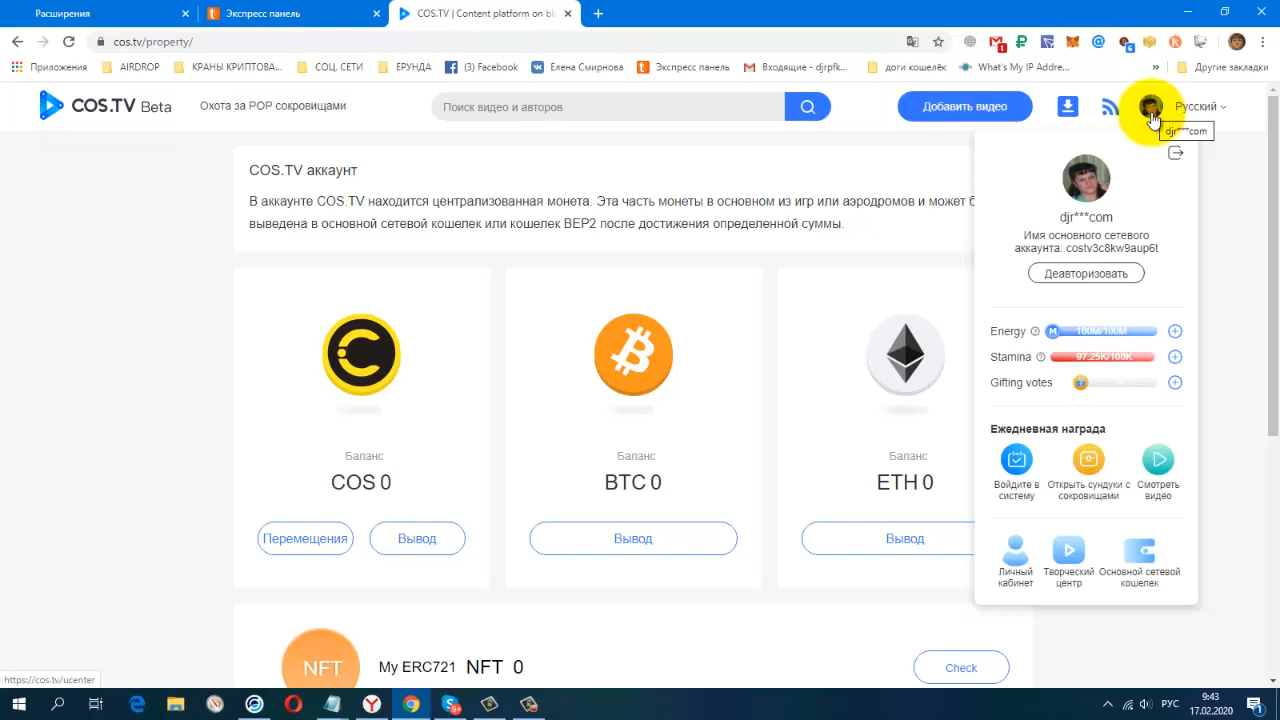 Расширения
Экспресс панель
COS.TV | Content platform on bl
cos.tv/property/
Приложения
AIRDROP
КРАНЫ КРИПТОВА...
СОЦ. СЕТИ
ЕРУНДА
(3) Facebook
Елена Смирнова
Экспресс панель
Входящие - djrpfk...
доги кошелёк
What's My IP Addre...
»
Другие закладки
COS.TV Beta
Охота за POP сокровищами
Поиск видео и авторов
Добавить видео
Русский
djr***com
COS.TV аккаунт
В аккаунте COS.TV находится централизованная монета. Эта часть монеты в основном из игр или аэродромов и может б
выведена в основной сетевой кошелек или кошелек BEP2 после достижения определенной суммы.
djr***com
Имя основного сетевого
аккаунта: costv3c8kw9aup6t
Деавторизовать
Energy
100M/100M
Stamina
97.25K/100K
Gifting votes
Ежедневная награда
Войдите в
систему
Открыть сундуки с
сокровищами
Смотреть
видео
Личный
кабинет
Творческий
центр
Основной сетевой
кошелек
Баланс
COS 0
Перемещения
Вывод
Баланс
BTC 0
Вывод
Баланс
ETH 0
Вывод
NFT
My ERC721
NFT 0
Check
https://cos.tv/ucenter
РУС
9:43
17.02.2020